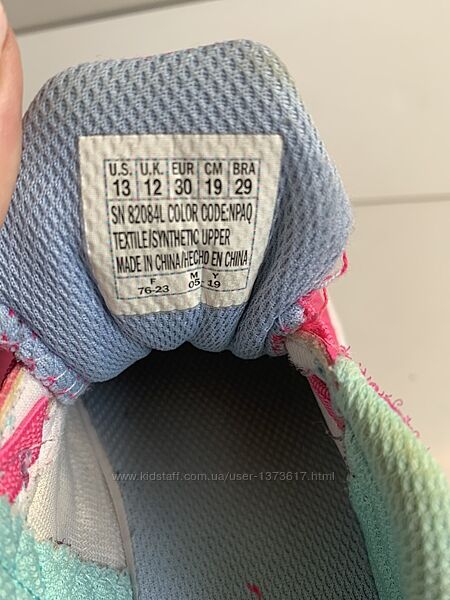 U.S. U.K. EUR CM BRA
13 12 30 19 29
SN 82084L COLOR CODE:NPAQ
TEXTILE/SYNTHETIC UPPER
MADE IN CHINA/HECHO EN CHINA
F M Y
76-23 05 19
www.kidstaff.com.ua/user-1373617.html